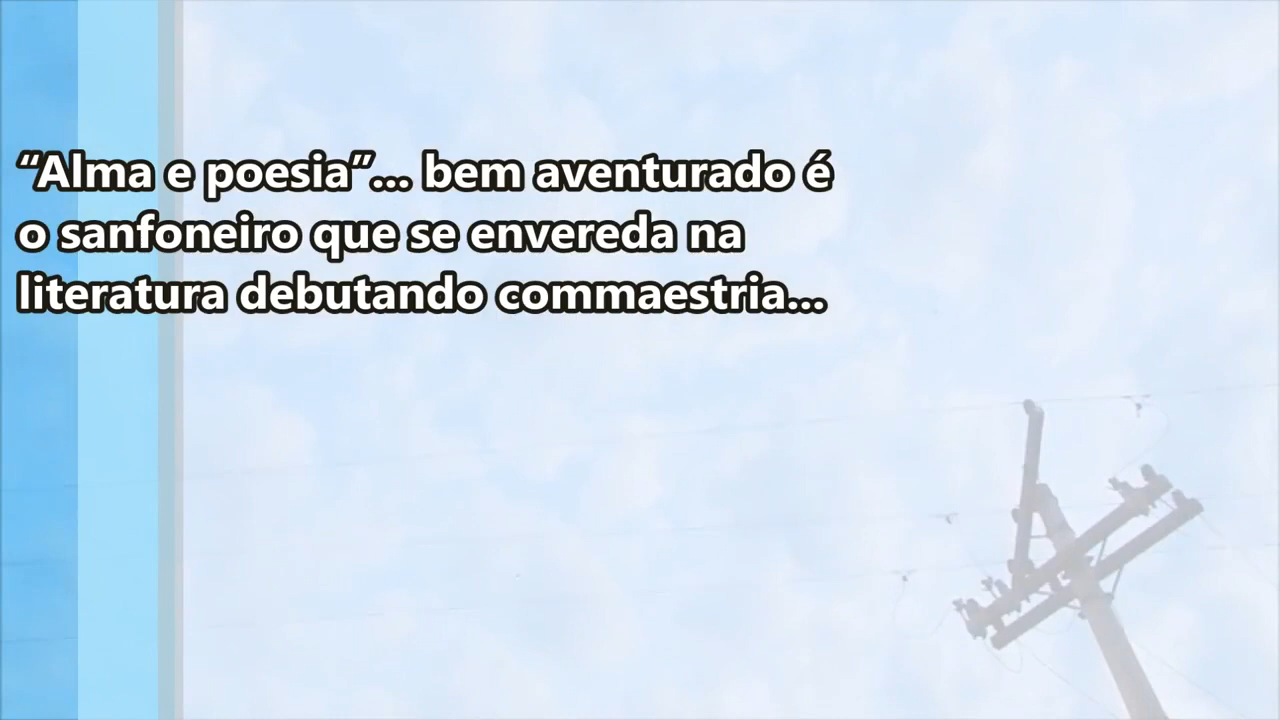 “Alma e poesia”... bem aventurado é
o sanfoneiro que se envereda na
literatura debutando commaestria...